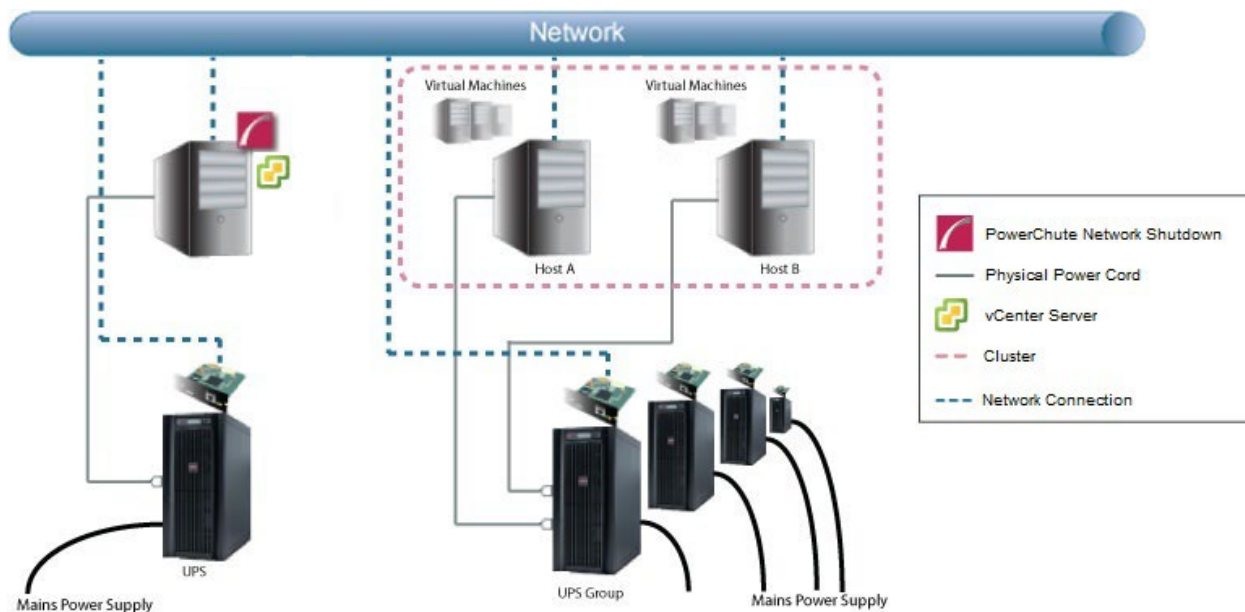 Network
Virtual Machines
Virtual Machines
Host A
Host B
PowerChute Network Shutdown
Physical Power Cord
vCenter Server
Cluster
Network Connection
UPS
UPS Group
Mains Power Supply
Mains Power Supply